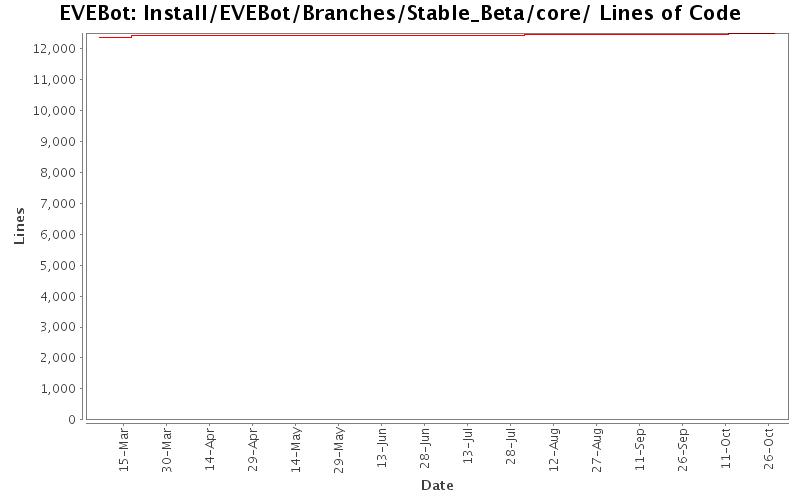 EVEBot: Install/EVEBot/Branches/Stable_Beta/core/ Lines of Code
12,000
11,000
10,000
9,000
8,000
7,000
6,000
5,000
4,000
3,000
2,000
1,000
0
Lines
15-Mar
30-Mar
14-Apr
29-Apr
14-May
29-May
13-Jun
28-Jun
13-Jul
28-Jul
12-Aug
27-Aug
11-Sep
26-Sep
11-Oct
26-Oct
Date